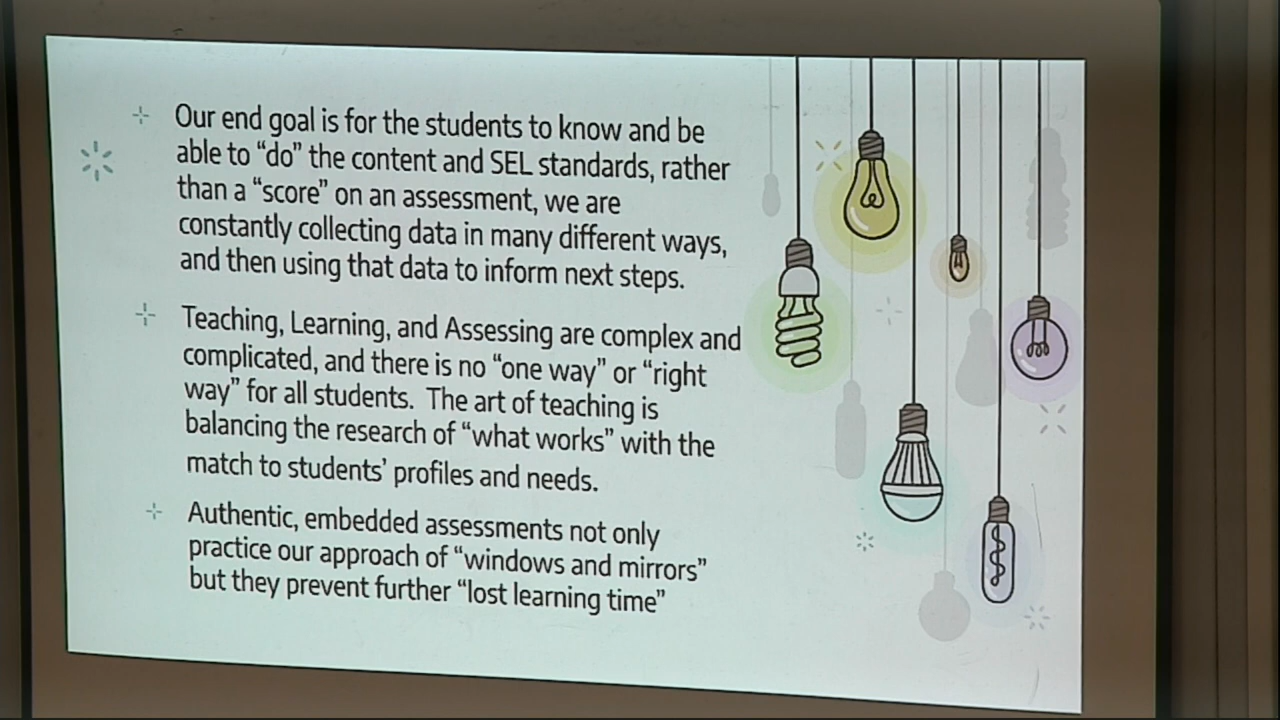 Our end goal is for the students to know and be
able to “do” the content and SEL standards, rather
than a “score” on an assessment, we are
constantly collecting data in many different ways,
and then using that data to inform next steps.
Teaching, Learning, and Assessing are complex and
complicated, and there is no “one way” or “right
way” for all students.  The art of teaching is
balancing the research of “what works” with the
match to students’ profiles and needs.
Authentic, embedded assessments not only
practice our approach of “windows and mirrors”
but they prevent further “lost learning time”